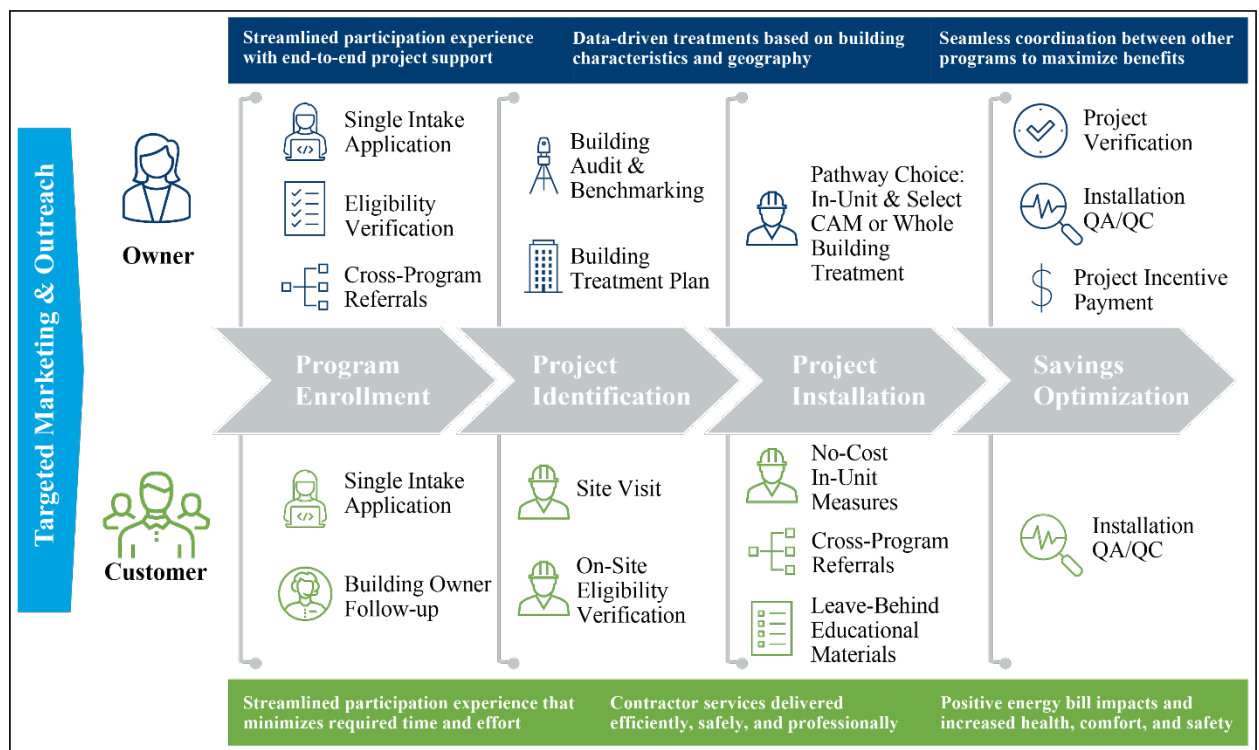 Streamlined participation experience
with end-to-end project support
Data-driven treatments based on building
characteristics and geography
Seamless coordination between other
programs to maximize benefits
Targeted Marketing & Outreach
Owner
Single Intake
Application
Eligibility
Verification
Cross-Program
Referrals
Building
Audit &
Benchmarking
Building
Treatment Plan
Pathway Choice:
In-Unit & Select
CAM or Whole
Building
Treatment
Project
Verification
Installation
QA/QC
$
Project Incentive
Payment
Program
Enrollment
Project
Identification
Project
Installation
Savings
Optimization
Customer
Single Intake
Application
Building Owner
Follow-up
Site Visit
On-Site
Eligibility
Verification
No-Cost
In-Unit
Measures
Cross-Program
Referrals
Leave-Behind
Educational
Materials
Installation
QA/QC
Streamlined participation experience that
minimizes required time and effort
Contractor services delivered
efficiently, safely, and professionally
Positive energy bill impacts and
increased health, comfort, and safety